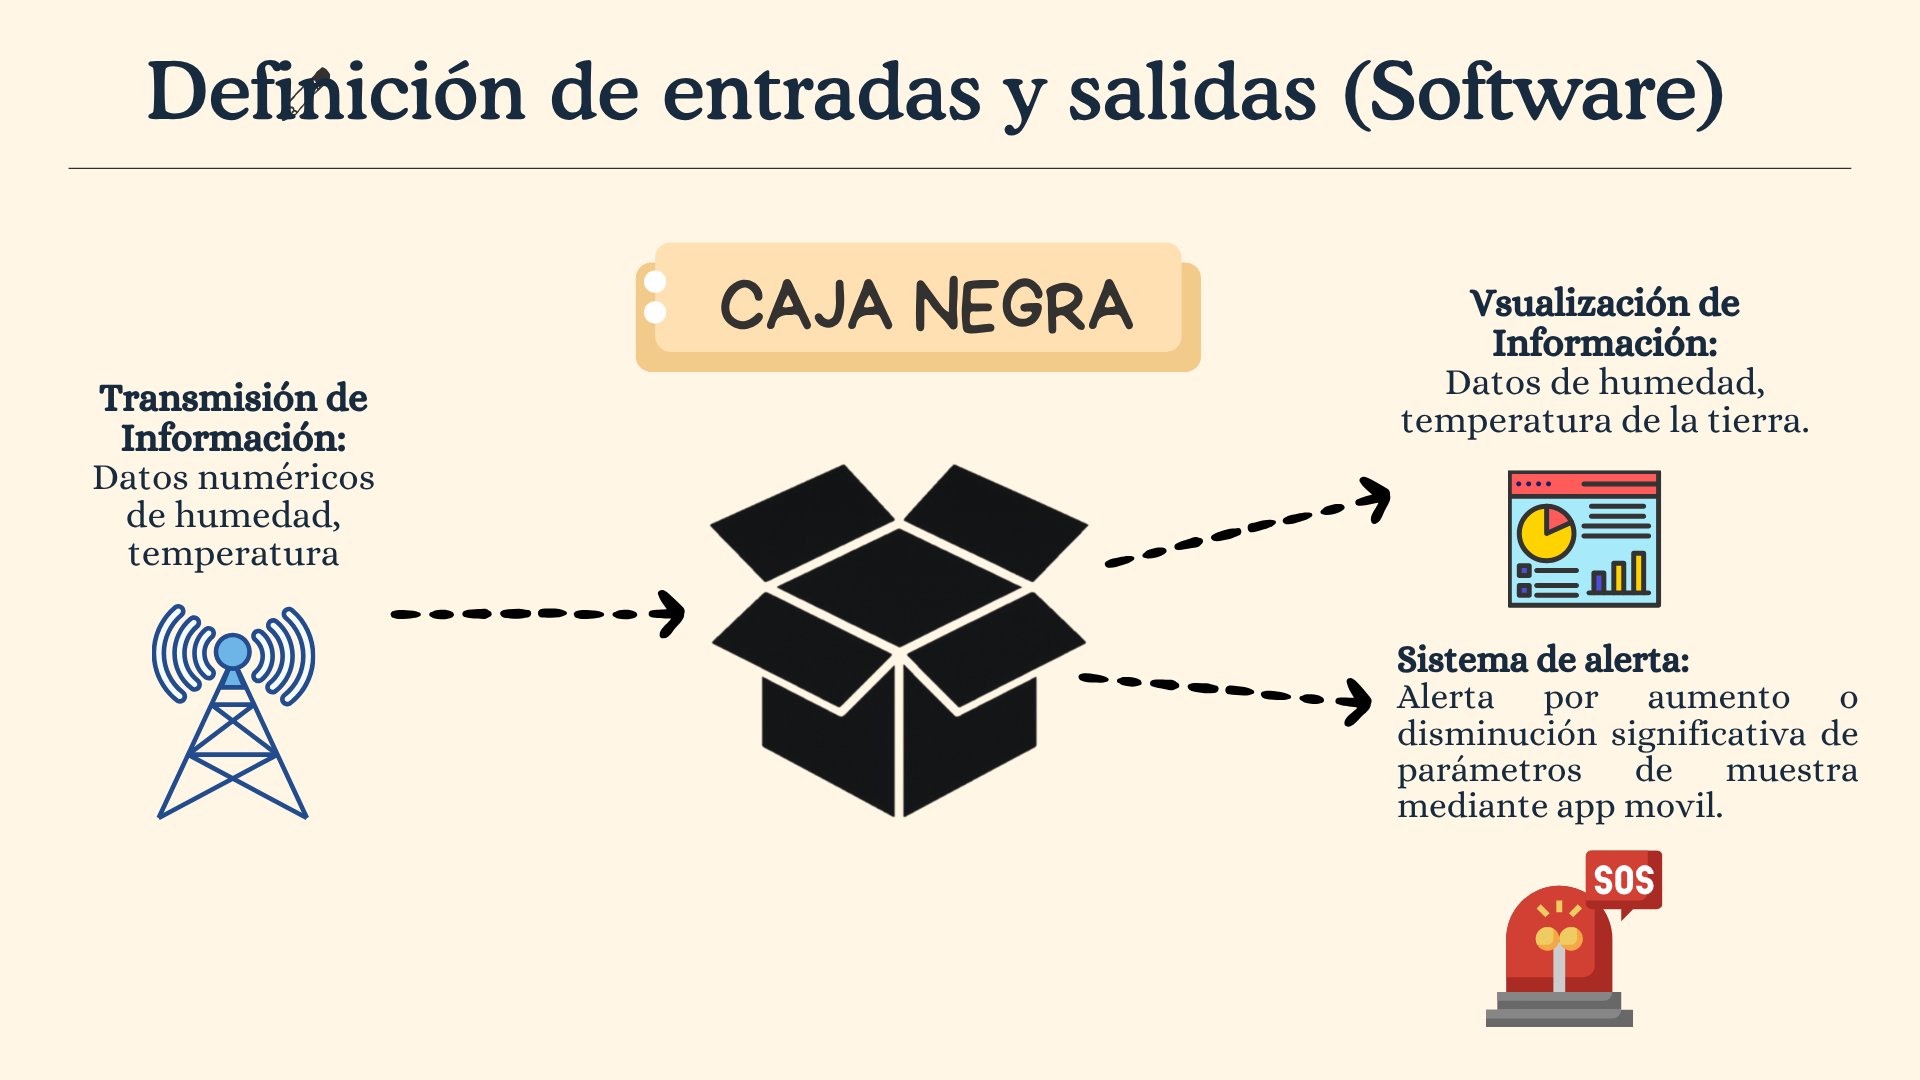 Definición de entradas y salidas (Software)
CAJA NEGRA
Transmisión de
Información:
Datos numéricos
de humedad,
temperatura
Vsualización de
Información:
Datos de humedad,
temperatura de la tierra.
Sistema de alerta:
Alerta por aumento o
disminución significativa de
parámetros de muestra
mediante app movil.
SOS